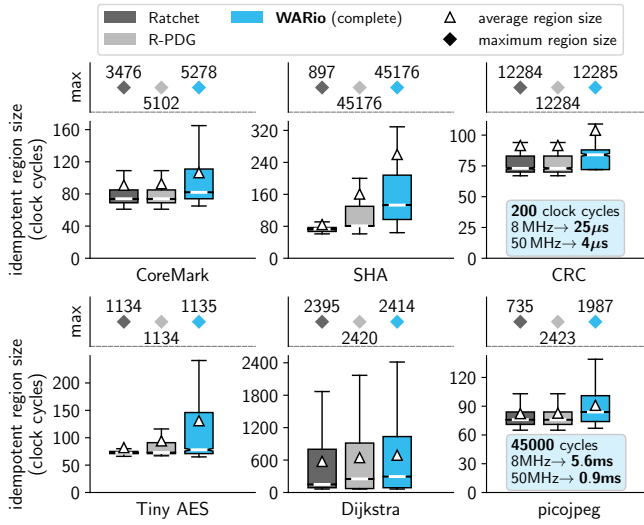 Ratchet
R-PDG
WARio (complete)
average region size
maximum region size
max
3476 5278
5102
897 45176
45176
12284 12285
12284
idempotent region size
(clock cycles)
160
120
80
40
0
CoreMark
320
240
160
80
0
SHA
100
75
50
25
0
CRC
200 clock cycles
8 MHz→ 25μs
50 MHz→ 4μs
max
1134 1135
1134
2395 2414
2420
735 1987
2423
idempotent region size
(clock cycles)
200
150
100
50
0
Tiny AES
2400
1800
1200
600
0
Dijkstra
120
90
60
30
0
picojpeg
45000 cycles
8MHz→ 5.6ms
50MHz→ 0.9ms